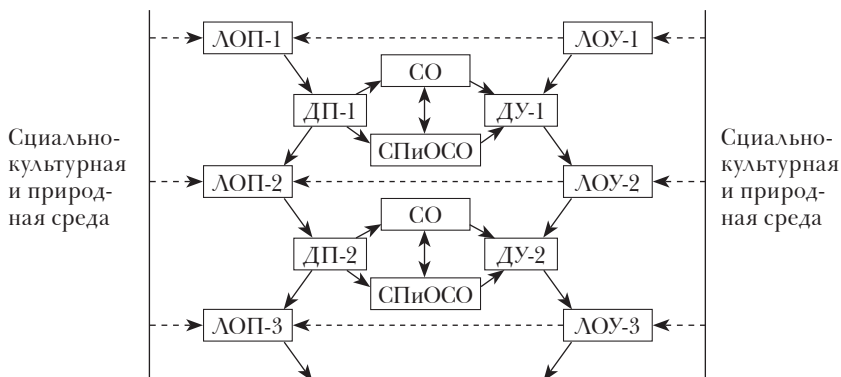 ЛОП-1
ЛОУ-1
СО
ДП-1
ДУ-1
СПиОСО
Сциально-
культурная
и природ-
ная среда
Сциально-
культурная
и природ-
ная среда
ЛОП-2
ЛОУ-2
СО
ДП-2
ДУ-2
СПиОСО
ЛОП-3
ЛОУ-3